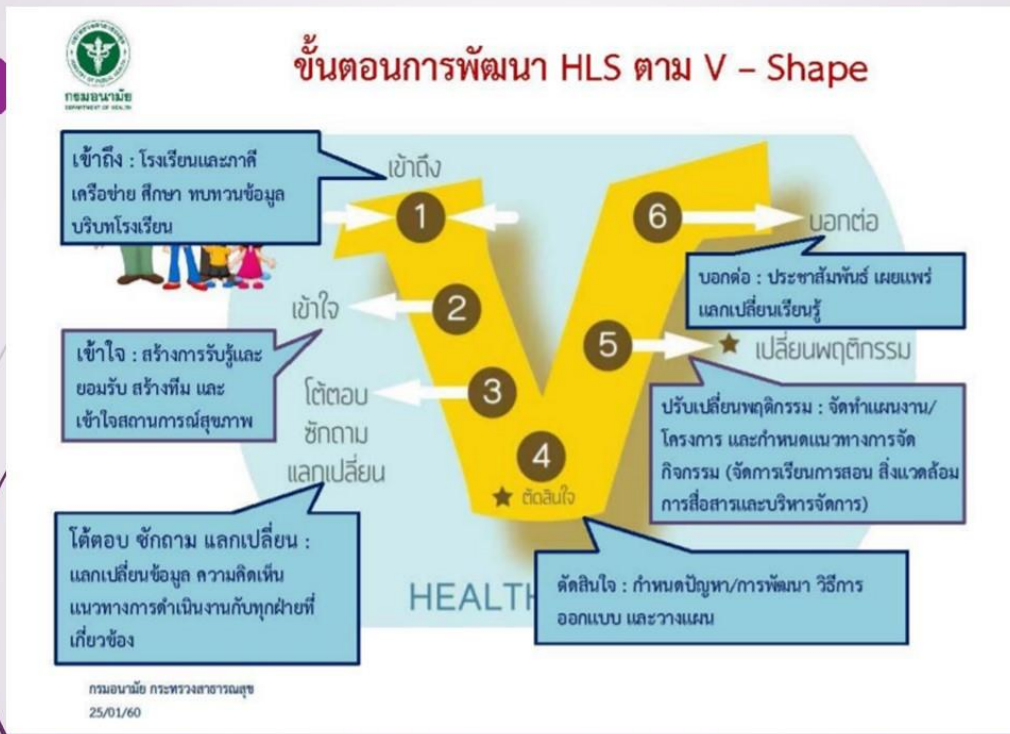 กรมอนามัย
DEPARTMENT OF HEALTH
ขั้นตอนการพัฒนา HLS ตาม V – Shape
เข้าถึง : โรงเรียนและภาคี
เครือข่าย ศึกษา ทบทวนข้อมูล
บริบทโรงเรียน
เข้าถึง
1
6
บอกต่อ
บอกต่อ : ประชาสัมพันธ์ เผยแพร่
แลกเปลี่ยนเรียนรู้
2
เข้าใจ
เข้าใจ : สร้างการรับรู้และ
ยอมรับ สร้างทีม และ
เข้าใจสถานการณ์สุขภาพ
5
เปลี่ยนพฤติกรรม
ปรับเปลี่ยนพฤติกรรม : จัดทำแผนงาน/
โครงการ และกำหนดแนวทางการจัด
กิจกรรม (จัดการเรียนการสอน สิ่งแวดล้อม
การสื่อสารและบริหารจัดการ)
3
โต้ตอบ
ซักถาม
แลกเปลี่ยน
4
ตัดสินใจ
โต้ตอบ ซักถาม แลกเปลี่ยน :
แลกเปลี่ยนข้อมูล ความคิดเห็น
แนวทางการดำเนินงานกับทุกฝ่ายที่
เกี่ยวข้อง
HEALTH
ตัดสินใจ : กำหนดปัญหา/การพัฒนา วิธีการ
ออกแบบ และวางแผน
กรมอนามัย กระทรวงสาธารณสุข
25/01/60